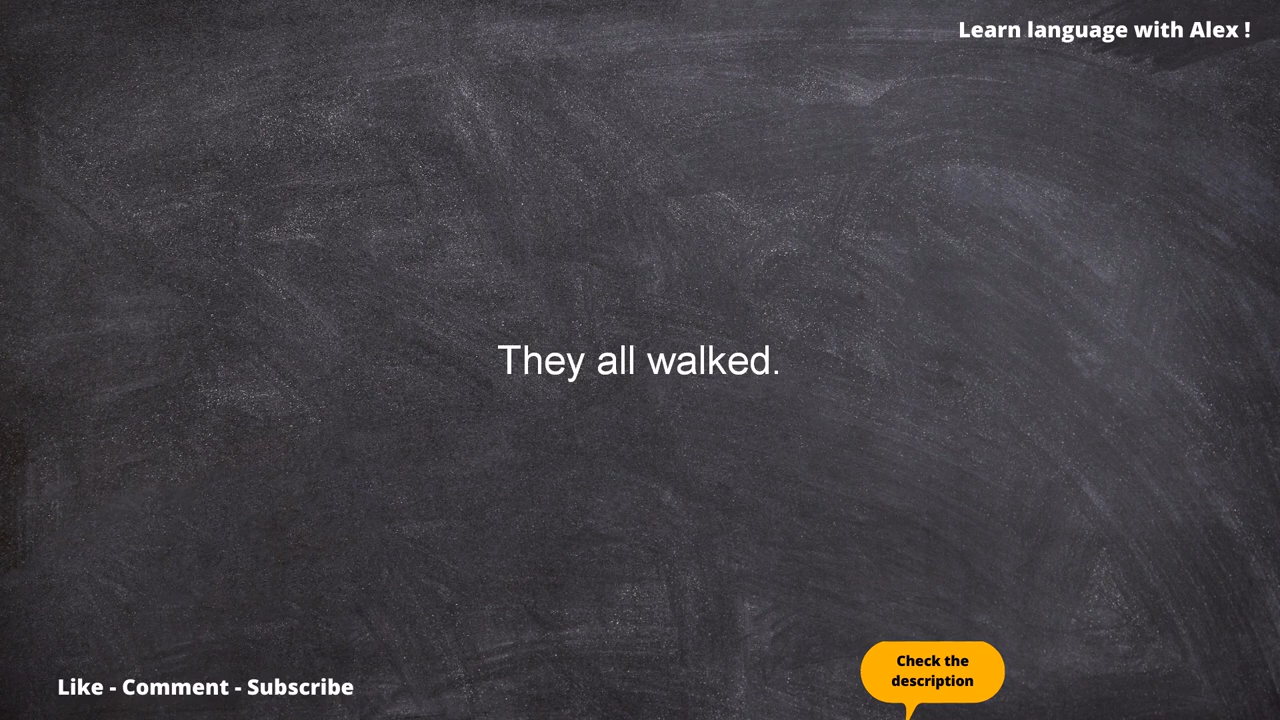 Learn language with Alex !
They all walked.
Check the
description
Like - Comment - Subscribe